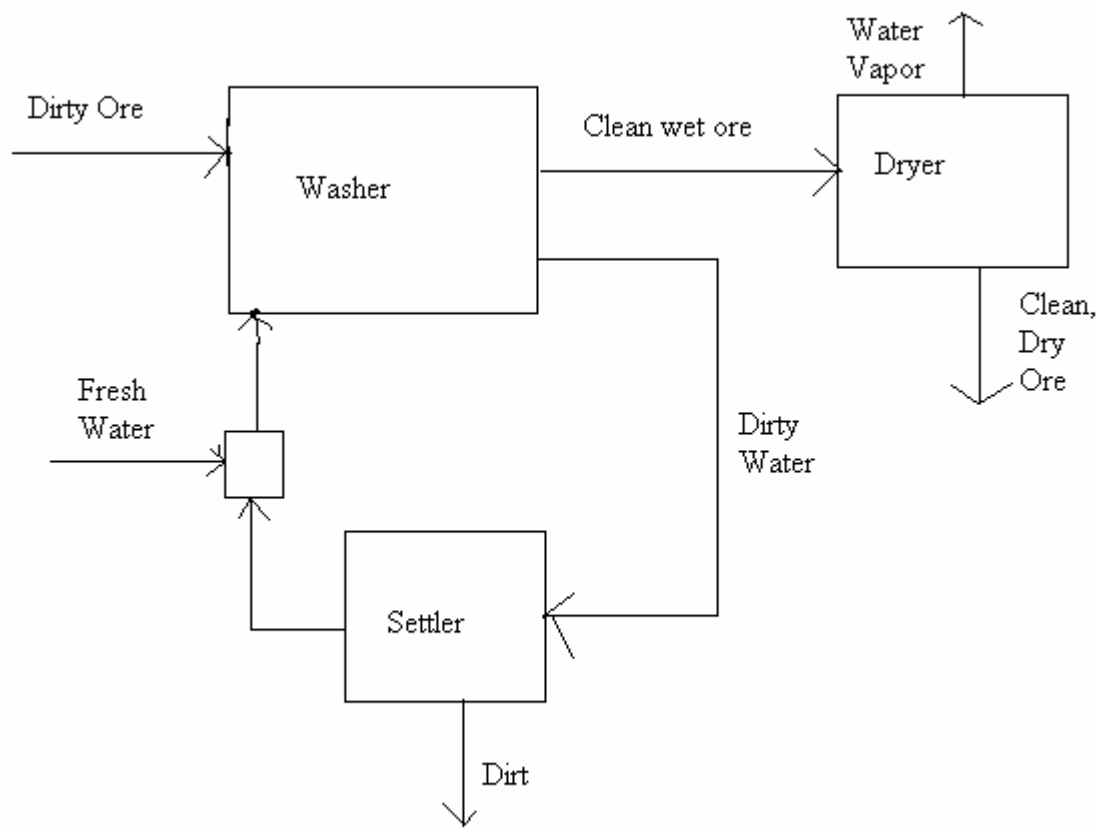 Water
Vapor
Dirty Ore
Clean wet ore
Washer
Dryer
Clean,
Dry
Ore
Fresh
Water
Dirty
Water
Settler
Dirt